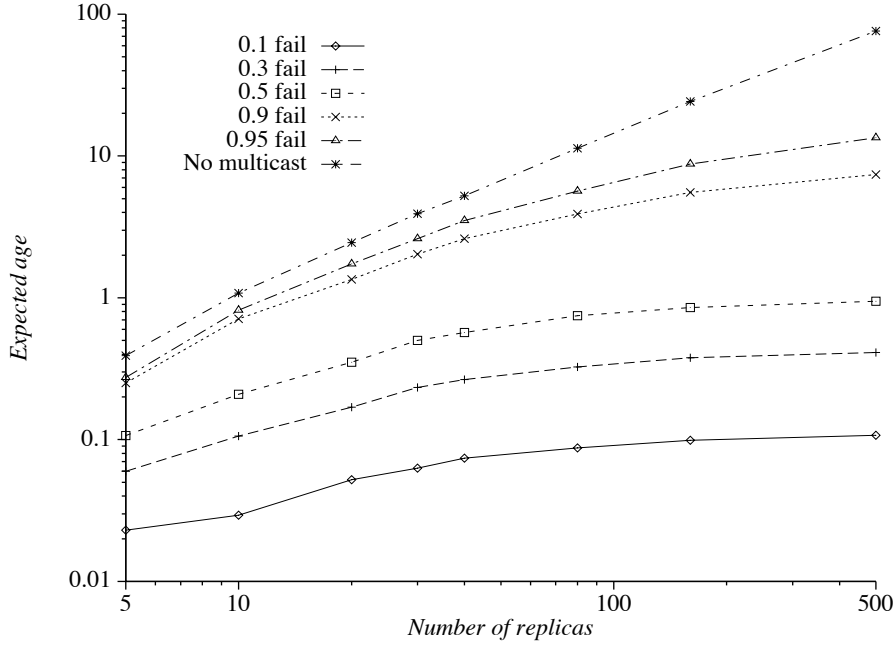 100
10
1
0.1
0.01
Expected age
0.1 fail
0.3 fail
0.5 fail
0.9 fail
0.95 fail
No multicast
5
10
100
500
Number of replicas